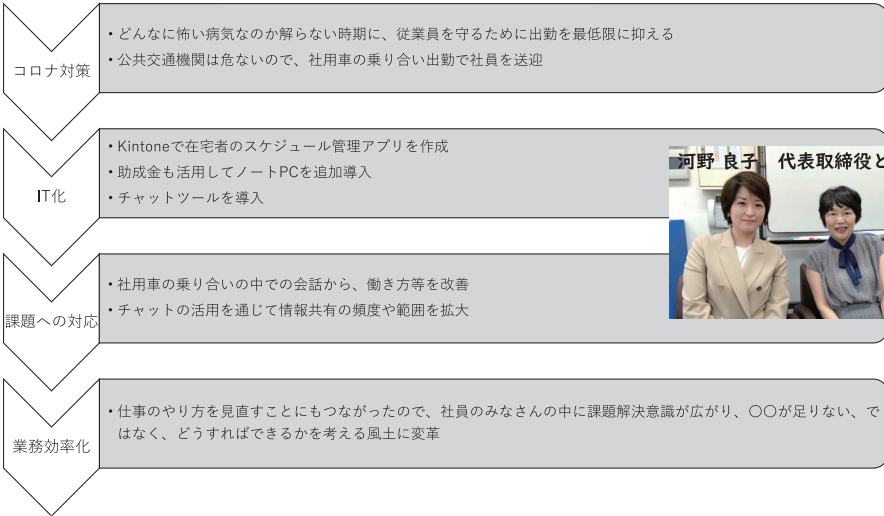 コロナ対策
・どんなに怖い病気なのか解らない時期に、従業員を守るために出勤を最低限に抑える
・公共交通機関は危ないので、社用車の乗り合い出勤で社員を送迎
IT化
・Kintoneで在宅者のスケジュール管理アプリを作成
・助成金も活用してノートPCを追加導入
・チャットツールを導入
河野 良子 代表取締役と
課題への対応
・社用車の乗り合いの中での会話から、働き方等を改善
・チャットの活用を通じて情報共有の頻度や範囲を拡大
業務効率化
・仕事のやり方を見直すことにもつながったので、社員のみなさんの中に課題解決意識が広がり、〇〇が足りない、で
はなく、どうすればできるかを考える風土に変革